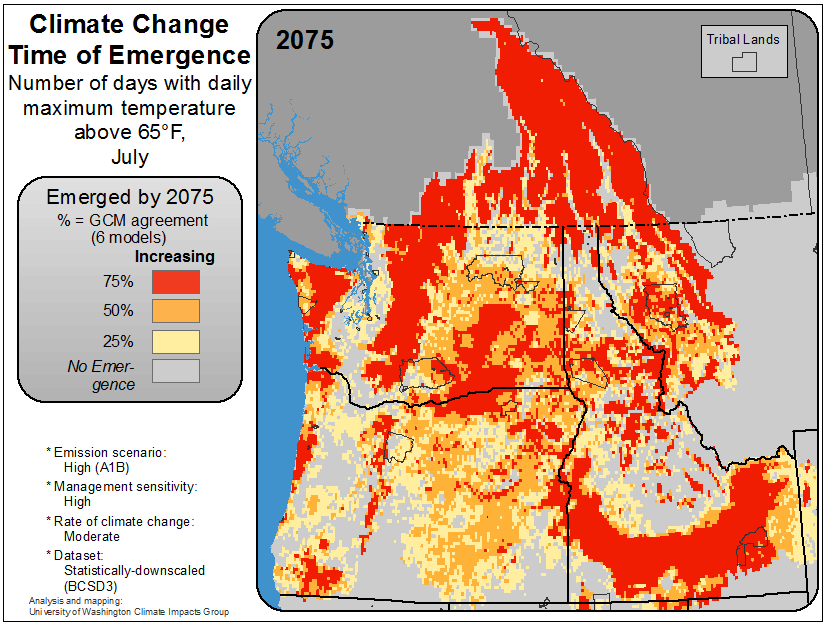 Climate Change
Time of Emergence
Number of days with daily
maximum temperature
above 65°F,
July
Emerged by 2075
% = GCM agreement
(6 models)
Increasing
75%
50%
25%
No Emer-
gence
* Emission scenario:
High (A1B)
* Management sensitivity:
High
* Rate of climate change:
Moderate
* Dataset:
Statistically-downscaled
(BCSD3)
Analysis and mapping:
University of Washington Climate Impacts Group
2075
Tribal Lands